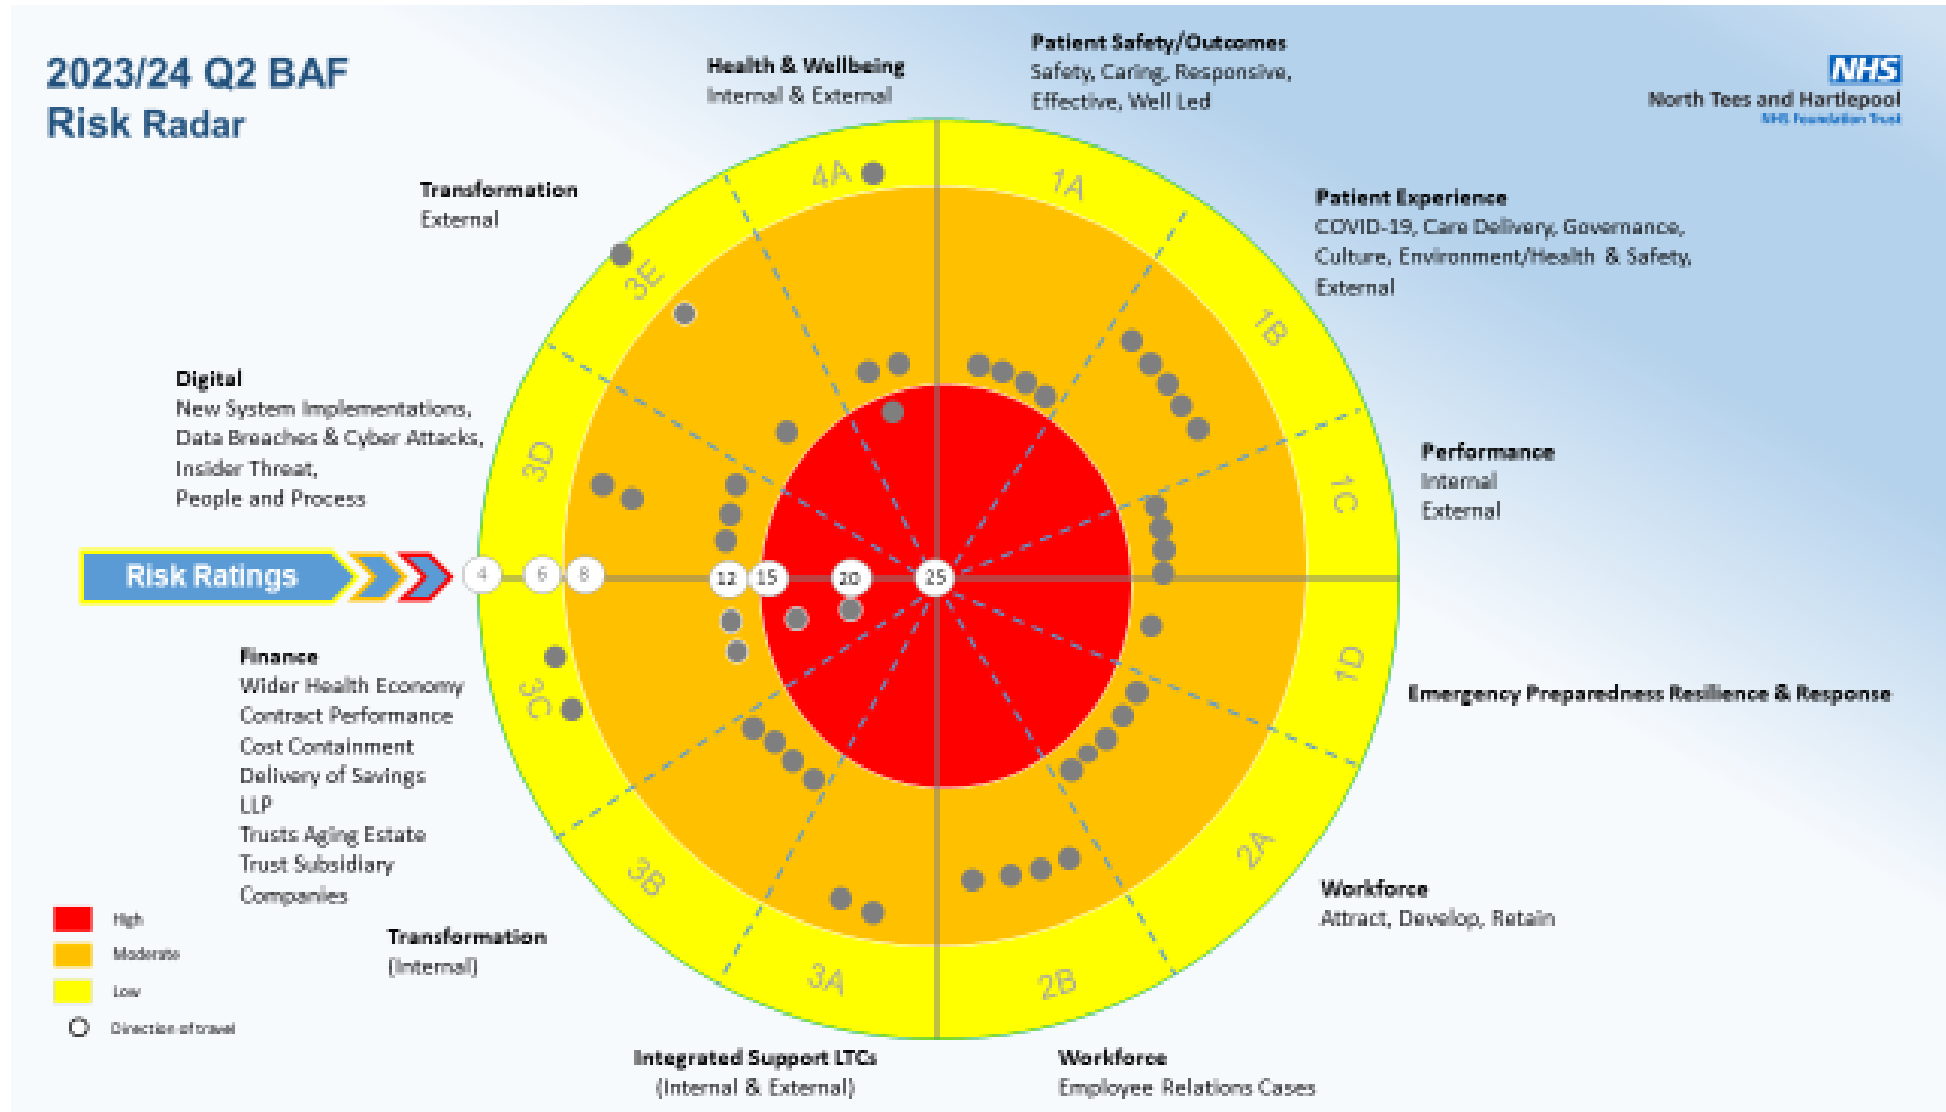 2023/24 Q2 BAF
Risk Radar
Health & Wellbeing
Internal & External
Patient Safety/Outcomes
Safety, Caring, Responsive,
Effective, Well Led
NHS
North Tees and Hartlepool
NHS Foundation Trust
Transformation
External
Patient Experience
COVID-19, Care Delivery, Governance,
Culture, Environment/Health & Safety,
External
4A
1A
3E
1B
Digital
New System Implementations,
Data Breaches & Cyber Attacks,
Insider Threat,
People and Process
3D
1C
Performance
Internal
External
Risk Ratings
4
6
8
12
15
20
25
Finance
Wider Health Economy
Contract Performance
Cost Containment
Delivery of Savings
LLP
Trusts Aging Estate
Trust Subsidiary
Companies
3C
1D
Emergency Preparedness Resilience & Response
3B
2A
Workforce
Attract, Develop, Retain
High
Moderate
Low
Direction of travel
Transformation
(Internal)
3A
2B
Integrated Support LTCs
(Internal & External)
Workforce
Employee Relations Cases